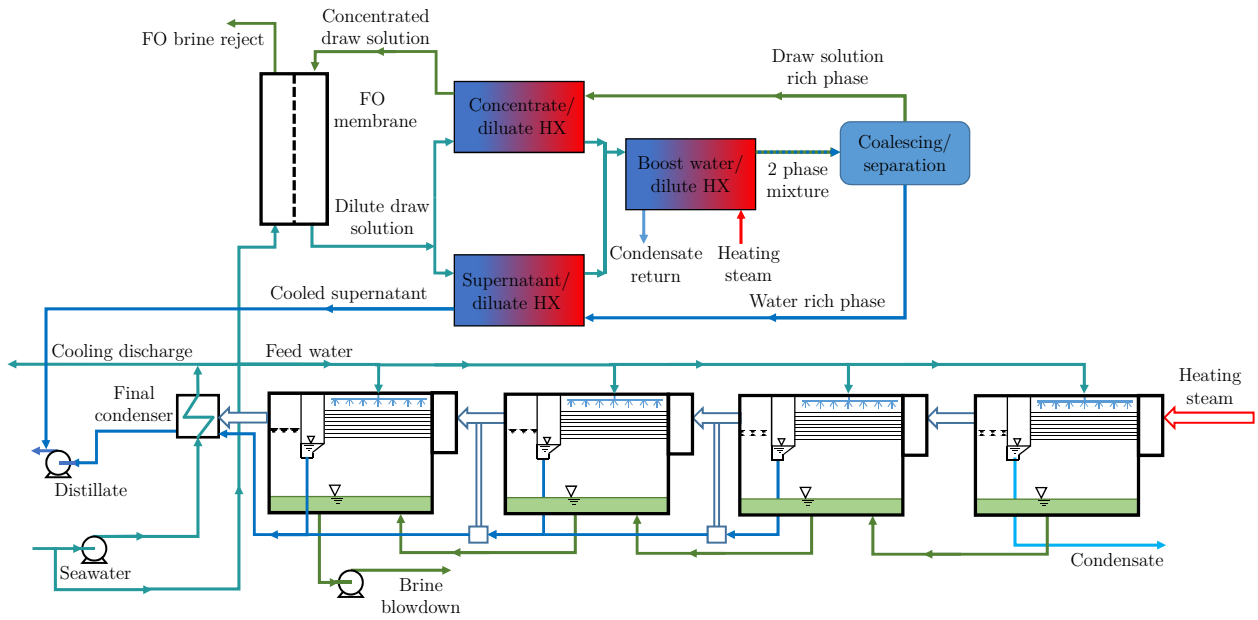 Concentrated
draw solution
FO brine reject
Draw solution
rich phase
FO
membrane
Concentrate/
diluate HX
Boost water/
dilute HX
Coalescing/
separation
2 phase
mixture
Dilute draw
solution
Condensate
return
Heating
steam
Supernatant/
diluate HX
Cooled supernatant
Water rich phase
Cooling discharge
Feed water
Final
condenser
Heating
steam
Distillate
Seawater
Brine
blowdown
Condensate